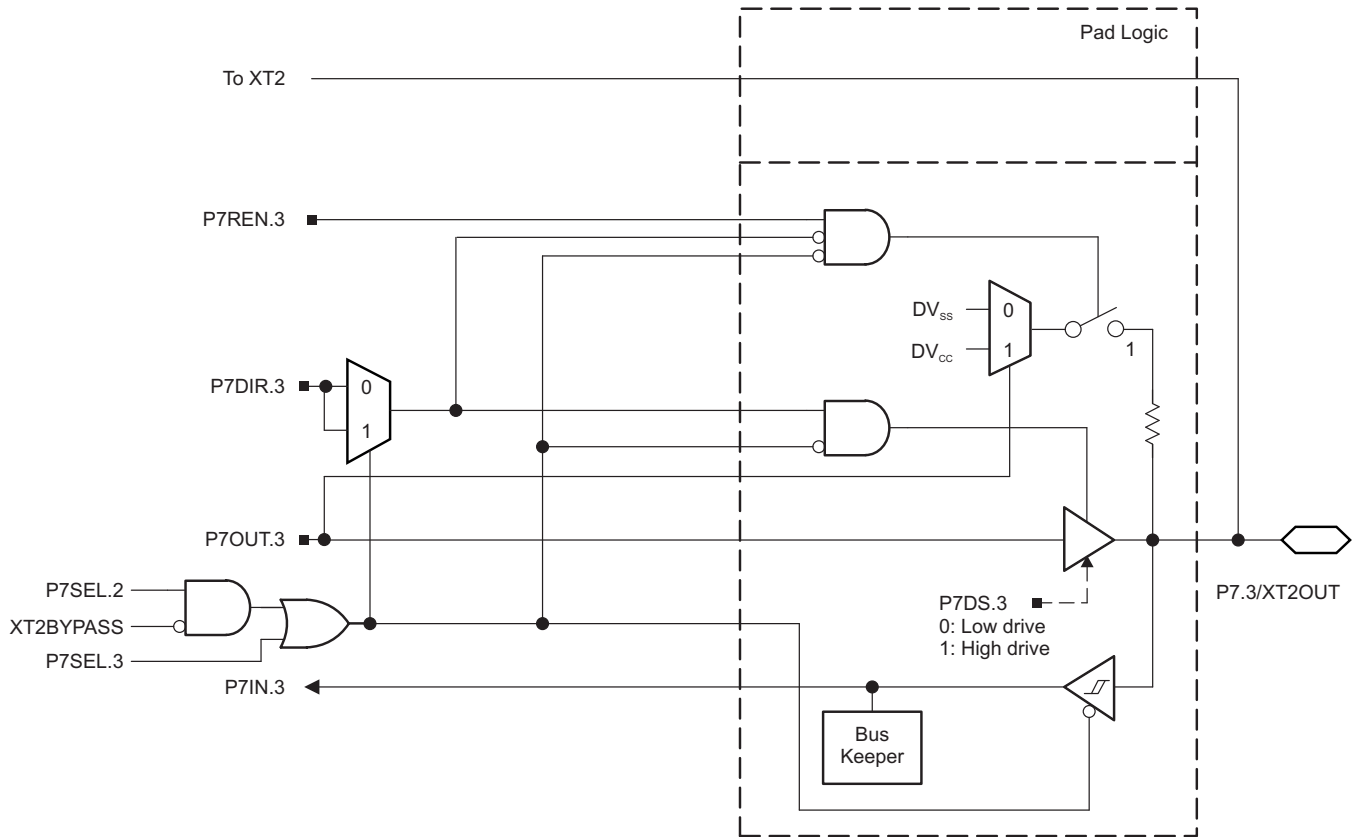 Pad Logic
To XT2
P7REN.3
DVSS
0
DVCC
1
1
P7DIR.3
0
1
P7OUT.3
P7SEL.2
XT2BYPASS
P7SEL.3
P7DS.3
0: Low drive
1: High drive
P7.3/XT2OUT
P7IN.3
Bus
Keeper